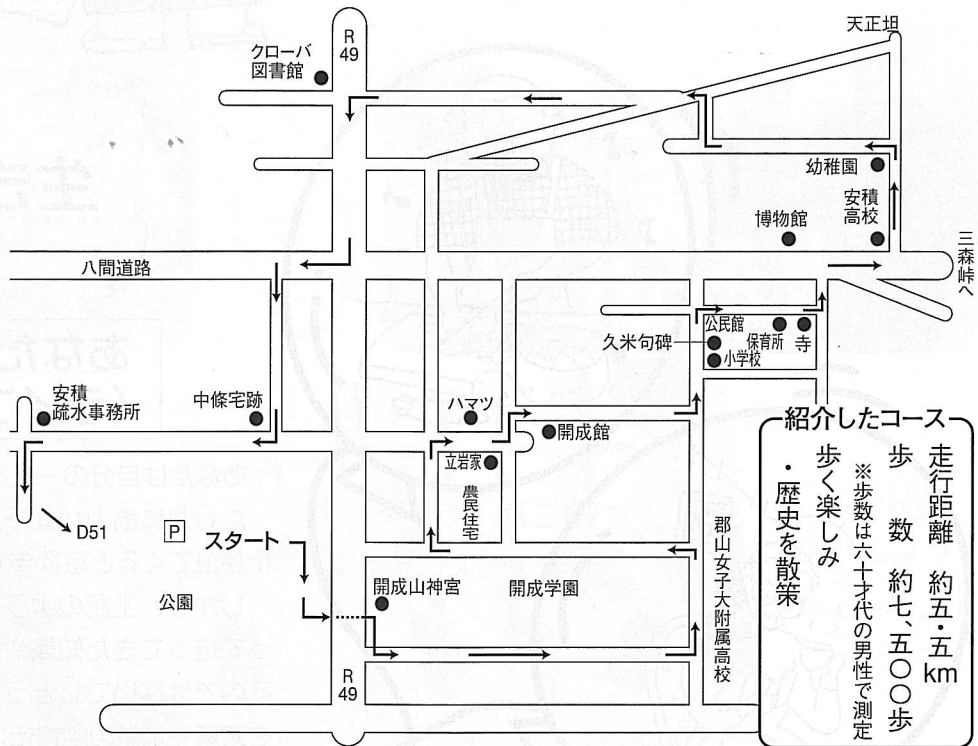 天正坦
R
49
クローバ
図書館
幼稚園
安積
高校
博物館
三森峠へ
八間道路
公民館
保育所
寺
久米句碑
小学校
安積
疏水事務所
中條宅跡
ハマツ
開成館
立岩家
農民住宅
D51
P
スタート
公園
開成山神宮
開成学園
郡山女子大附属高校
R
49
紹介したコース
走行距離 約五・五km
歩数 約七、五〇〇歩
※歩数は六十才代の男性で測定
歩く楽しみ
・歴史を散策